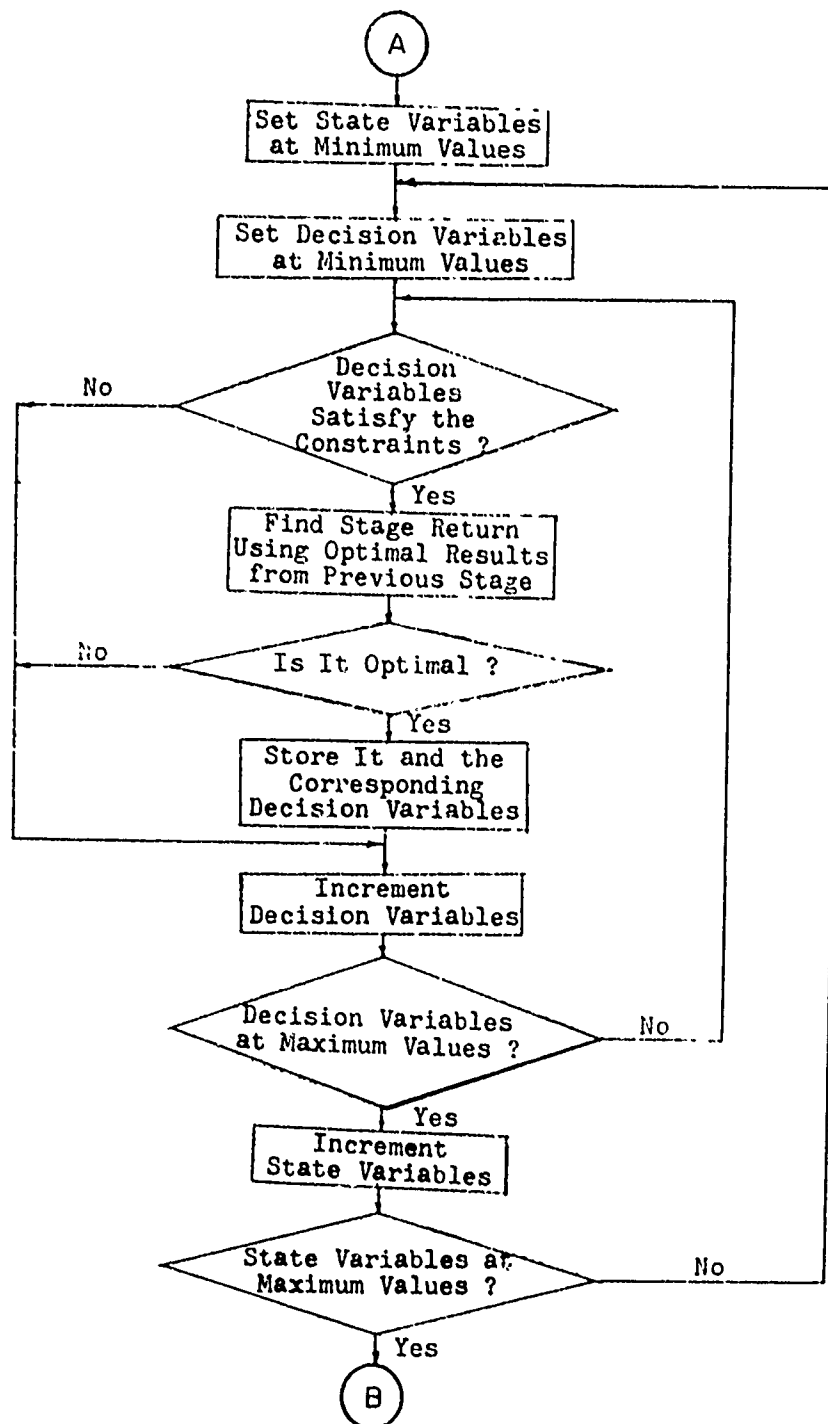 A
Set State Variables
at Minimum Values
Set Decision Variables
at Minimum Values
Decision
Variables
Satisfy the
Constraints ?
No
Yes
Find Stage Return
Using Optimal Results
from Previous Stage
Is It Optimal ?
No
Yes
Store It and the
Corresponding
Decision Variables
Increment
Decision Variables
Decision Variables
at Maximum Values ?
No
Yes
Increment
State Variables
State Variables at
Maximum Values ?
No
Yes
B